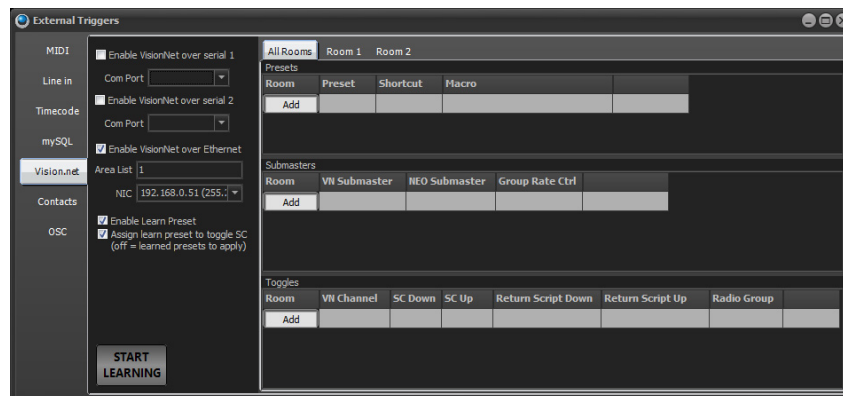 External Triggers
MIDI
Line in
Timecode
mySQL
Vision.net
Contacts
OSC
Enable VisionNet over serial 1
Com Port
Enable VisionNet over serial 2
Com Port
Enable VisionNet over Ethernet
Area List 1
NIC 192.168.0.51 (255.:
Enable Learn Preset
Assign learn preset to toggle SC
(off = learned presets to apply)
START
LEARNING
All Rooms Room 1 Room 2
Presets
Room Preset Shortcut Macro
Add
Submasters
Room VN Submaster NEO Submaster Group Rate Ctrl
Add
Toggles
Room VN Channel SC Down SC Up Return Script Down Return Script Up Radio Group
Add